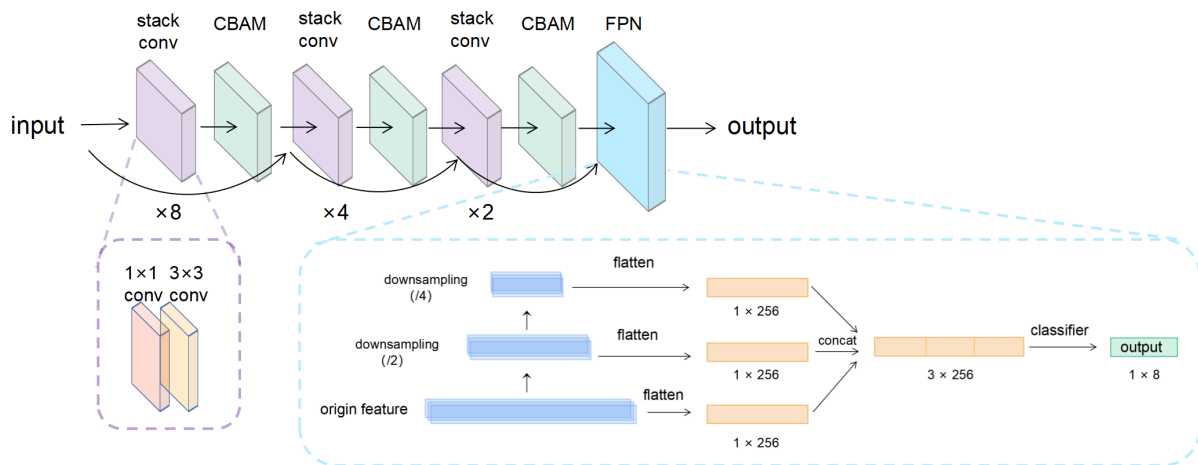 stack
conv
CBAM
stack
conv
CBAM
stack
conv
CBAM
FPN
input
output
×8
×4
×2
1×1
conv
3×3
conv
downsampling
(/4)
flatten
1 × 256
downsampling
(/2)
flatten
1 × 256
concat
classifier
output
3 × 256
1 × 8
origin feature
flatten
1 × 256